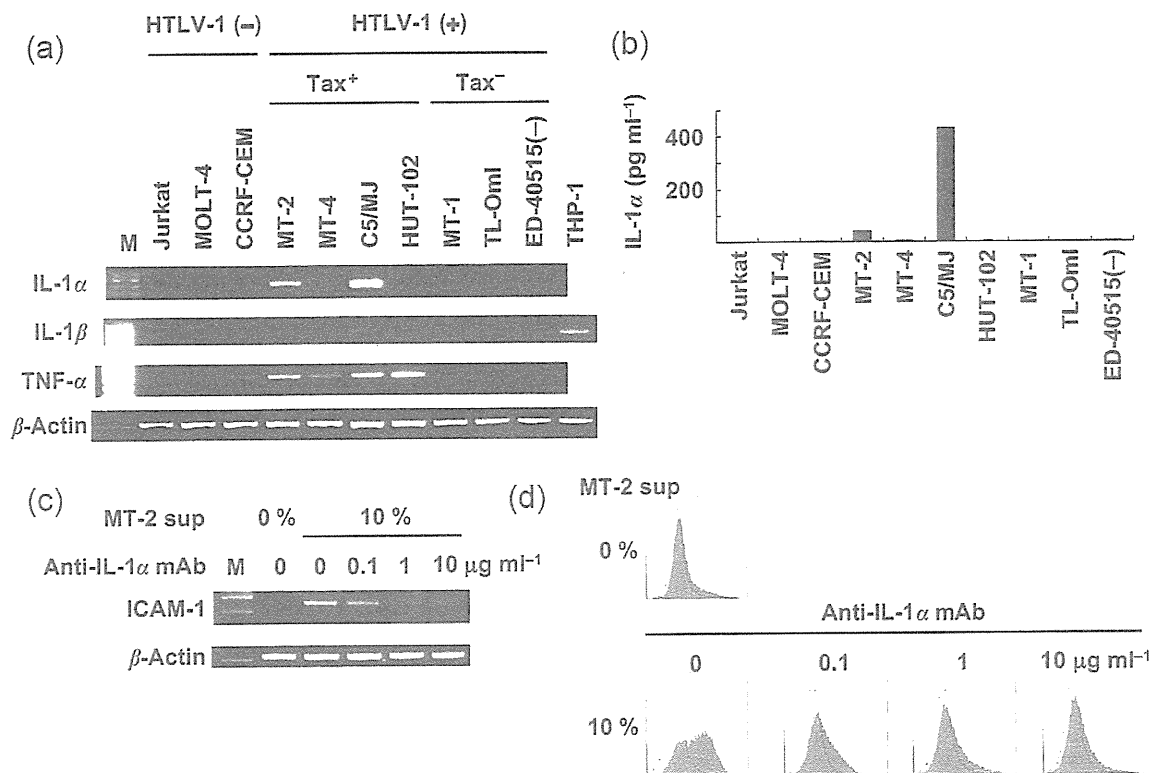 (a)
HTLV-1 (–) HTLV-1 (+)
Tax⁺ Tax⁻
M Jurkat MOLT-4 CCRF-CEM MT-2 MT-4 C5/MJ HUT-102 MT-1 TL-OmI ED-40515(–) THP-1
IL-1α
IL-1β
TNF-α
β-Actin
(b)
IL-1α (pg ml⁻¹)
400
200
Jurkat MOLT-4 CCRF-CEM MT-2 MT-4 C5/MJ HUT-102 MT-1 TL-OmI ED-40515(–)
(c)
MT-2 sup 0 % 10 %
Anti-IL-1α mAb M 0 0 0.1 1 10 μg ml⁻¹
ICAM-1
β-Actin
(d)
MT-2 sup
0 %
Anti-IL-1α mAb
0 0.1 1 10 μg ml⁻¹
10 %